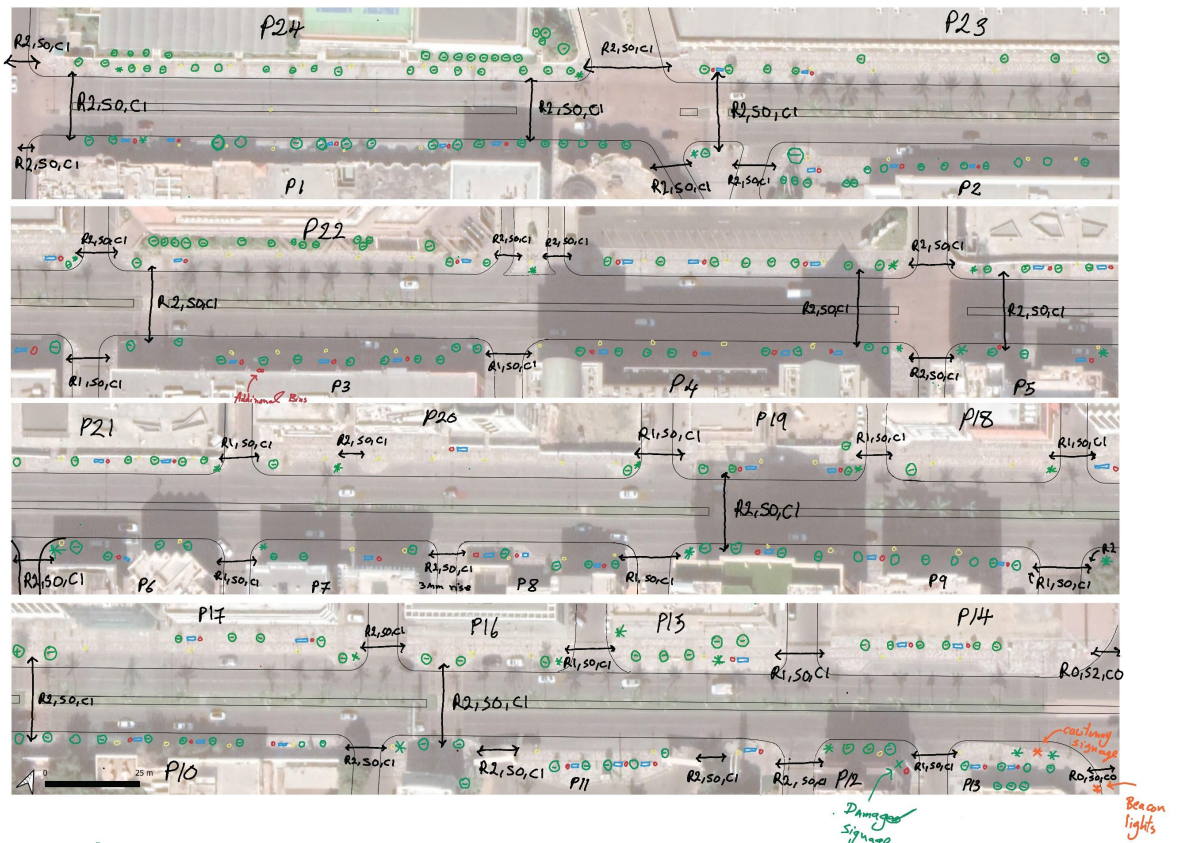 P24
P23
R2,S0,C1
R2,S0,C1
R2,S0,C1
R2,S0,C1
R2,S0,C1
R2,S0,C1
R2,S0,C1
R2,S0,C1
P1
P2
P22
R2,S0,C1
R2,S0,C1
R2,S0,C1
R2,S0,C1
R2,S0,C1
R2,S0,C1
R2,S0,C1
R1,S0,C1
P3
R1,S0,C1
P4
R2,S0,C1
P5
Additional Bins
P21
P20
P19
P18
R1,S0,C1
R2,S0,C1
R1,S0,C1
R1,S0,C1
R1,S0,C1
R2,S0,C1
R2
R2,S0,C1
P6
R1,S0,C1
P7
R2,S0,C1
3mm rise
P8
R1,S0,C1
P9
R1,S0,C1
P17
P16
P15
P14
R2,S0,C1
R1,S0,C1
R1,S0,C1
R0,S2,C0
R2,S0,C1
R2,S0,C1
cautionary signage
0 25 m
P10
R2,S0,C1
R2,S0,C1
P11
R2,S0,C1
R2,S0,C1
P12
R1,S0,C1
P13
R0,S0,C0
Damaged
signage
Beacon
lights